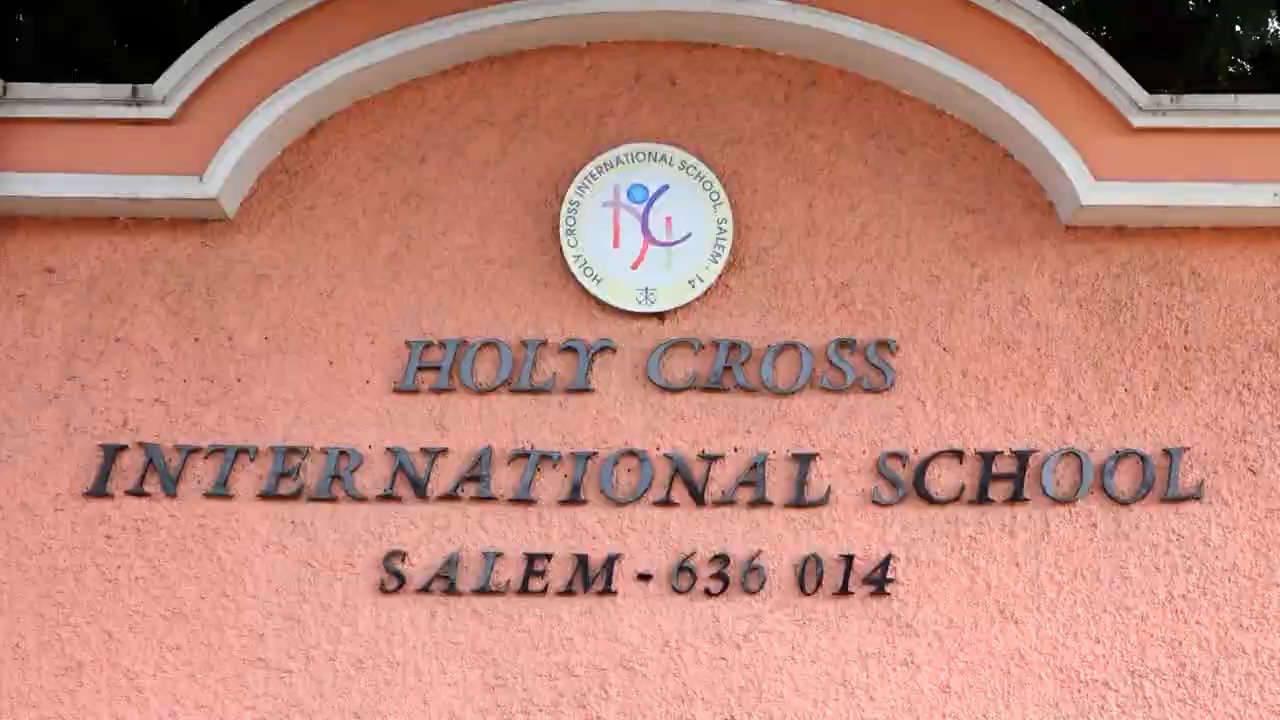 HOLY CROSS INTERNATIONAL SCHOOL, SALEM - 14
HOLY CROSS
INTERNATIONAL SCHOOL
SALEM - 636 014